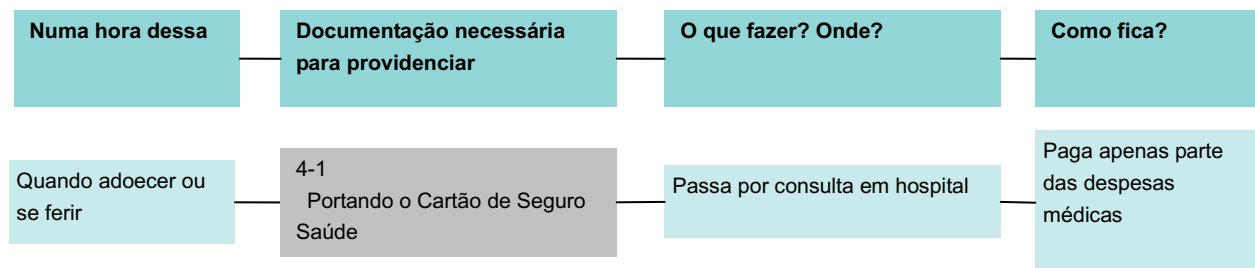 Numa hora dessa
Documentação necessária
para providenciar
O que fazer? Onde?
Como fica?
Quando adoecer ou
se ferir
4-1
Portando o Cartão de Seguro
Saúde
Passa por consulta em hospital
Paga apenas parte
das despesas
médicas